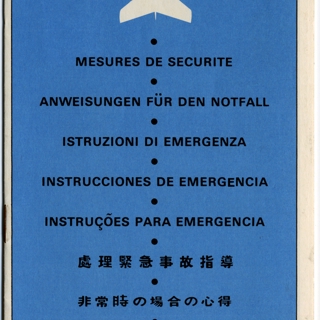 MESURES DE SECURITE
ANWEISUNGEN FÜR DEN NOTFALL
ISTRUZIONI DI EMERGENZA
INSTRUCCIONES DE EMERGENCIA
INSTRUÇÕES PARA EMERGENCIA
處理緊急事故指導
非常時の場合の心得